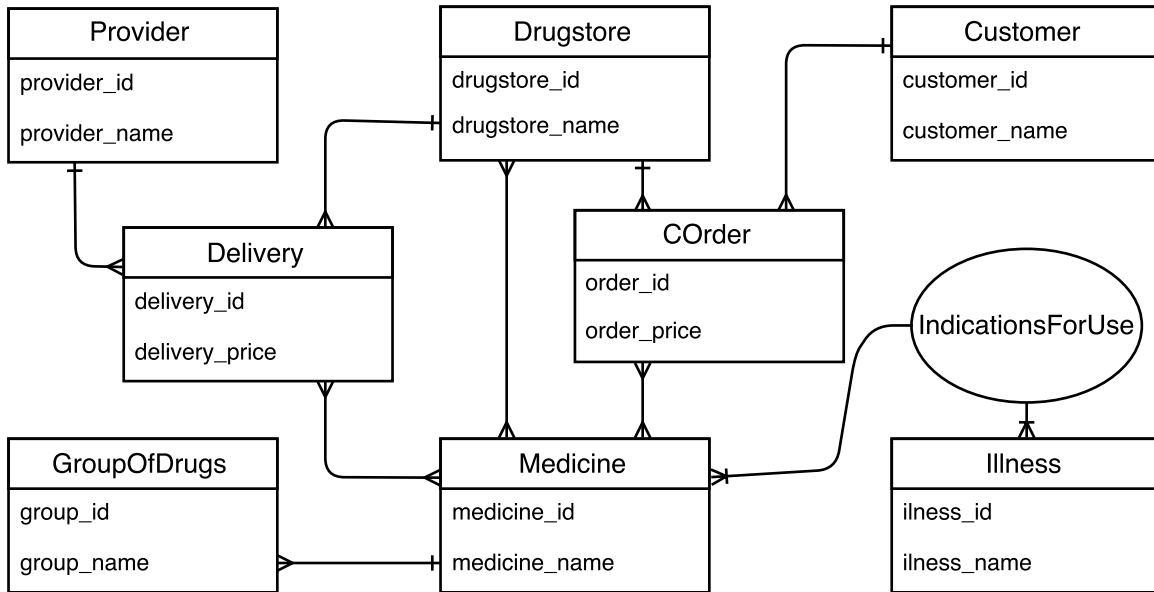 Provider
provider_id
provider_name
Drugstore
drugstore_id
drugstore_name
Customer
customer_id
customer_name
Delivery
delivery_id
delivery_price
COrder
order_id
order_price
IndicationsForUse
GroupOfDrugs
group_id
group_name
Medicine
medicine_id
medicine_name
Illness
ilness_id
ilness_name